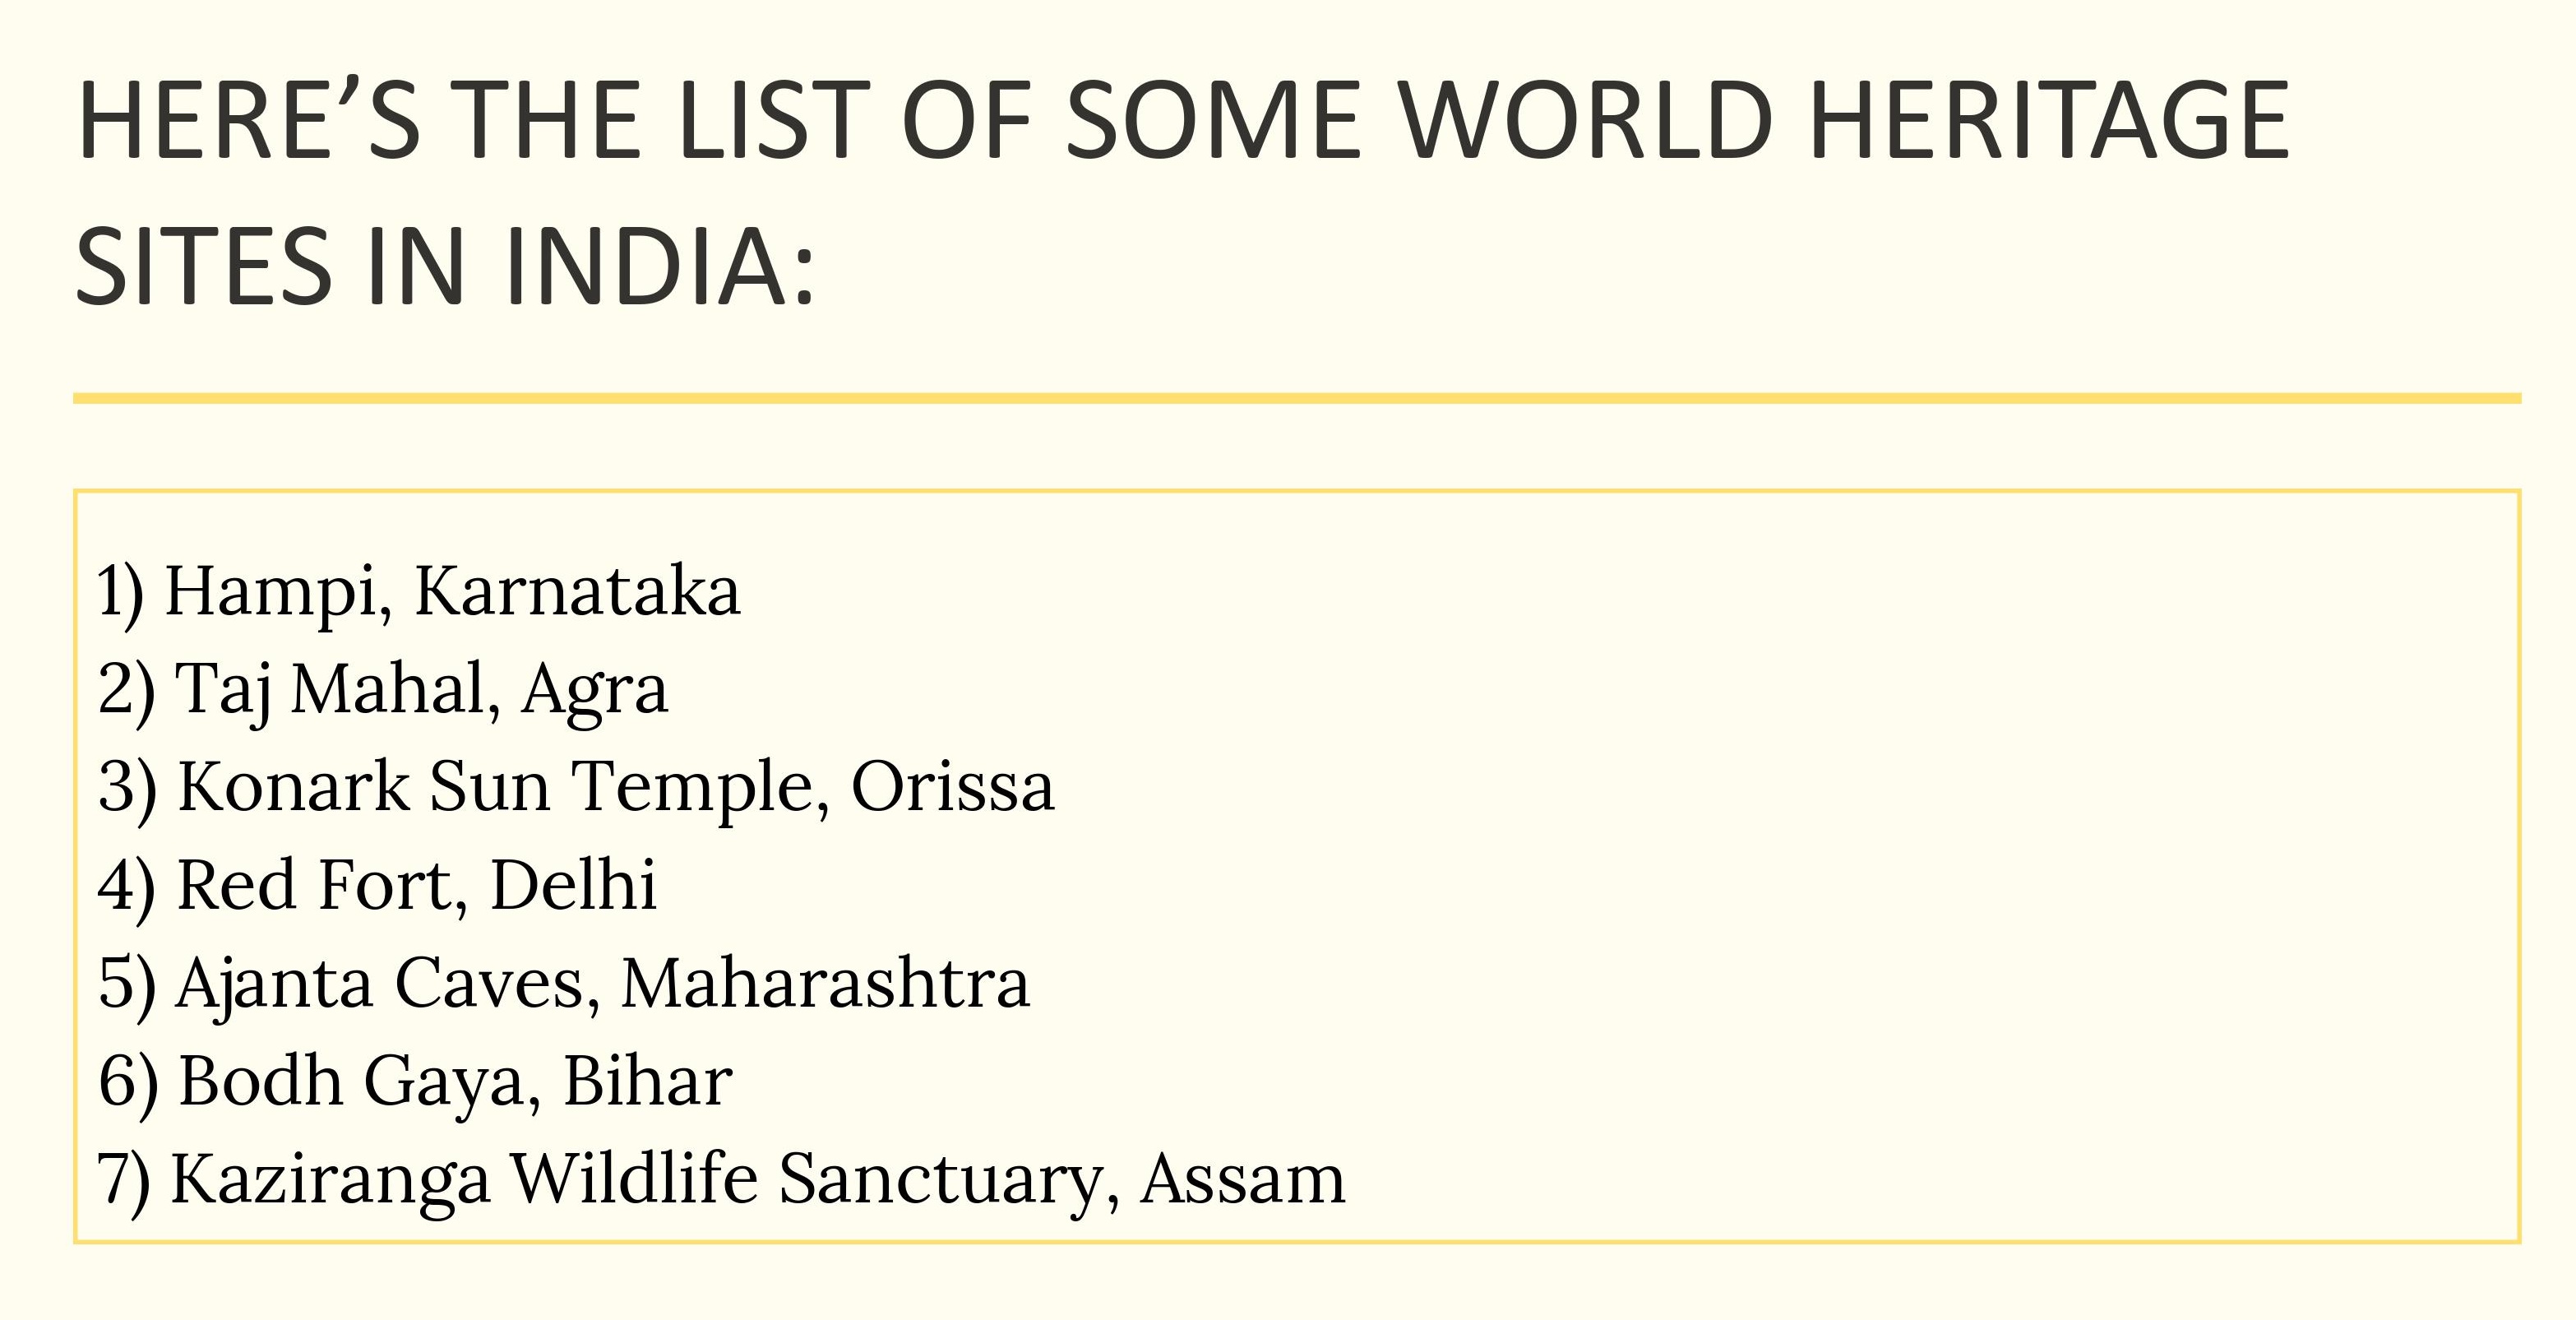 HERE’S THE LIST OF SOME WORLD HERITAGE
SITES IN INDIA:
1) Hampi, Karnataka
2) Taj Mahal, Agra
3) Konark Sun Temple, Orissa
4) Red Fort, Delhi
5) Ajanta Caves, Maharashtra
6) Bodh Gaya, Bihar
7) Kaziranga Wildlife Sanctuary, Assam